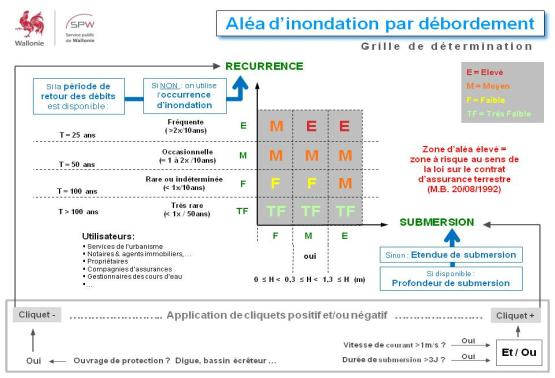 Wallonie
SPW
Service public
de Wallonie
Aléa d'inondation par débordement
Grille de détermination
RECURRENCE
Si la période de
retour des débits
est disponible :
Si NON : on utilise
l'occurrence
d'inondation
E = Elevé
M = Moyen
F = Faible
TF = Très Faible
T = 25 ans
Fréquente
(>2x/10ans)
E
M E E
T = 50 ans
Occasionnelle
(= 1 à 2x /10ans)
M
M M M
T = 100 ans
Rare ou indéterminée
(< 1x/10ans)
F
F F M
T > 100 ans
Très rare
(< 1x / 50ans)
TF
TF TF TF
Zone d'aléa élevé =
zone à risque au sens de
la loi sur le contrat
d'assurance terrestre
(M.B. 20/08/1992)
SUBMERSION
F M E
oui
0 ≤ H < 0,3 ≤ H < 1,3 ≤ H (m)
Utilisateurs:
• Services de l'urbanisme
• Notaires & agents immobiliers,…
• Propriétaires
• Compagnies d'assurances
• Gestionnaires des cours d'eau
•…
Sinon : Etendue de submersion
Si disponible :
Profondeur de submersion
Cliquet -
Application de cliquets positif et/ou négatif
Cliquet +
Oui
Ouvrage de protection ? Digue, bassin écrêteur …
Vitesse de courant >1m/s ?
Oui
Durée de submersion >3J ?
Oui
Et / Ou